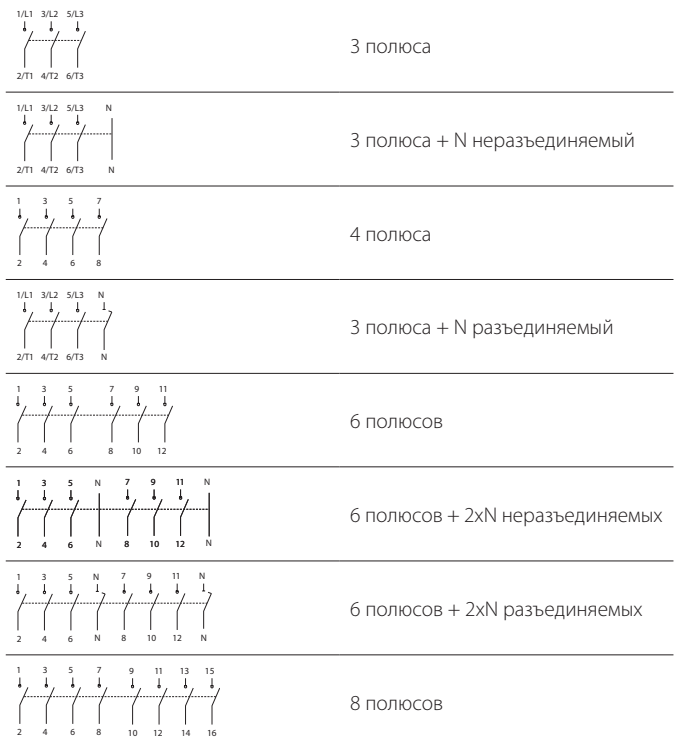 1/L1 3/L2 5/L3
2/T1 4/T2 6/T3
3 полюса
1/L1 3/L2 5/L3 N
2/T1 4/T2 6/T3 N
3 полюса + N неразъединяемый
1 3 5 7
2 4 6 8
4 полюса
1/L1 3/L2 5/L3 N
2/T1 4/T2 6/T3 N
3 полюса + N разъединяемый
1 3 5 7 9 11
2 4 6 8 10 12
6 полюсов
1 3 5 N 7 9 11 N
2 4 6 N 8 10 12 N
6 полюсов + 2xN неразъединяемых
1 3 5 N 7 9 11 N
2 4 6 N 8 10 12 N
6 полюсов + 2xN разъединяемых
1 3 5 7 9 11 13 15
2 4 6 8 10 12 14 16
8 полюсов